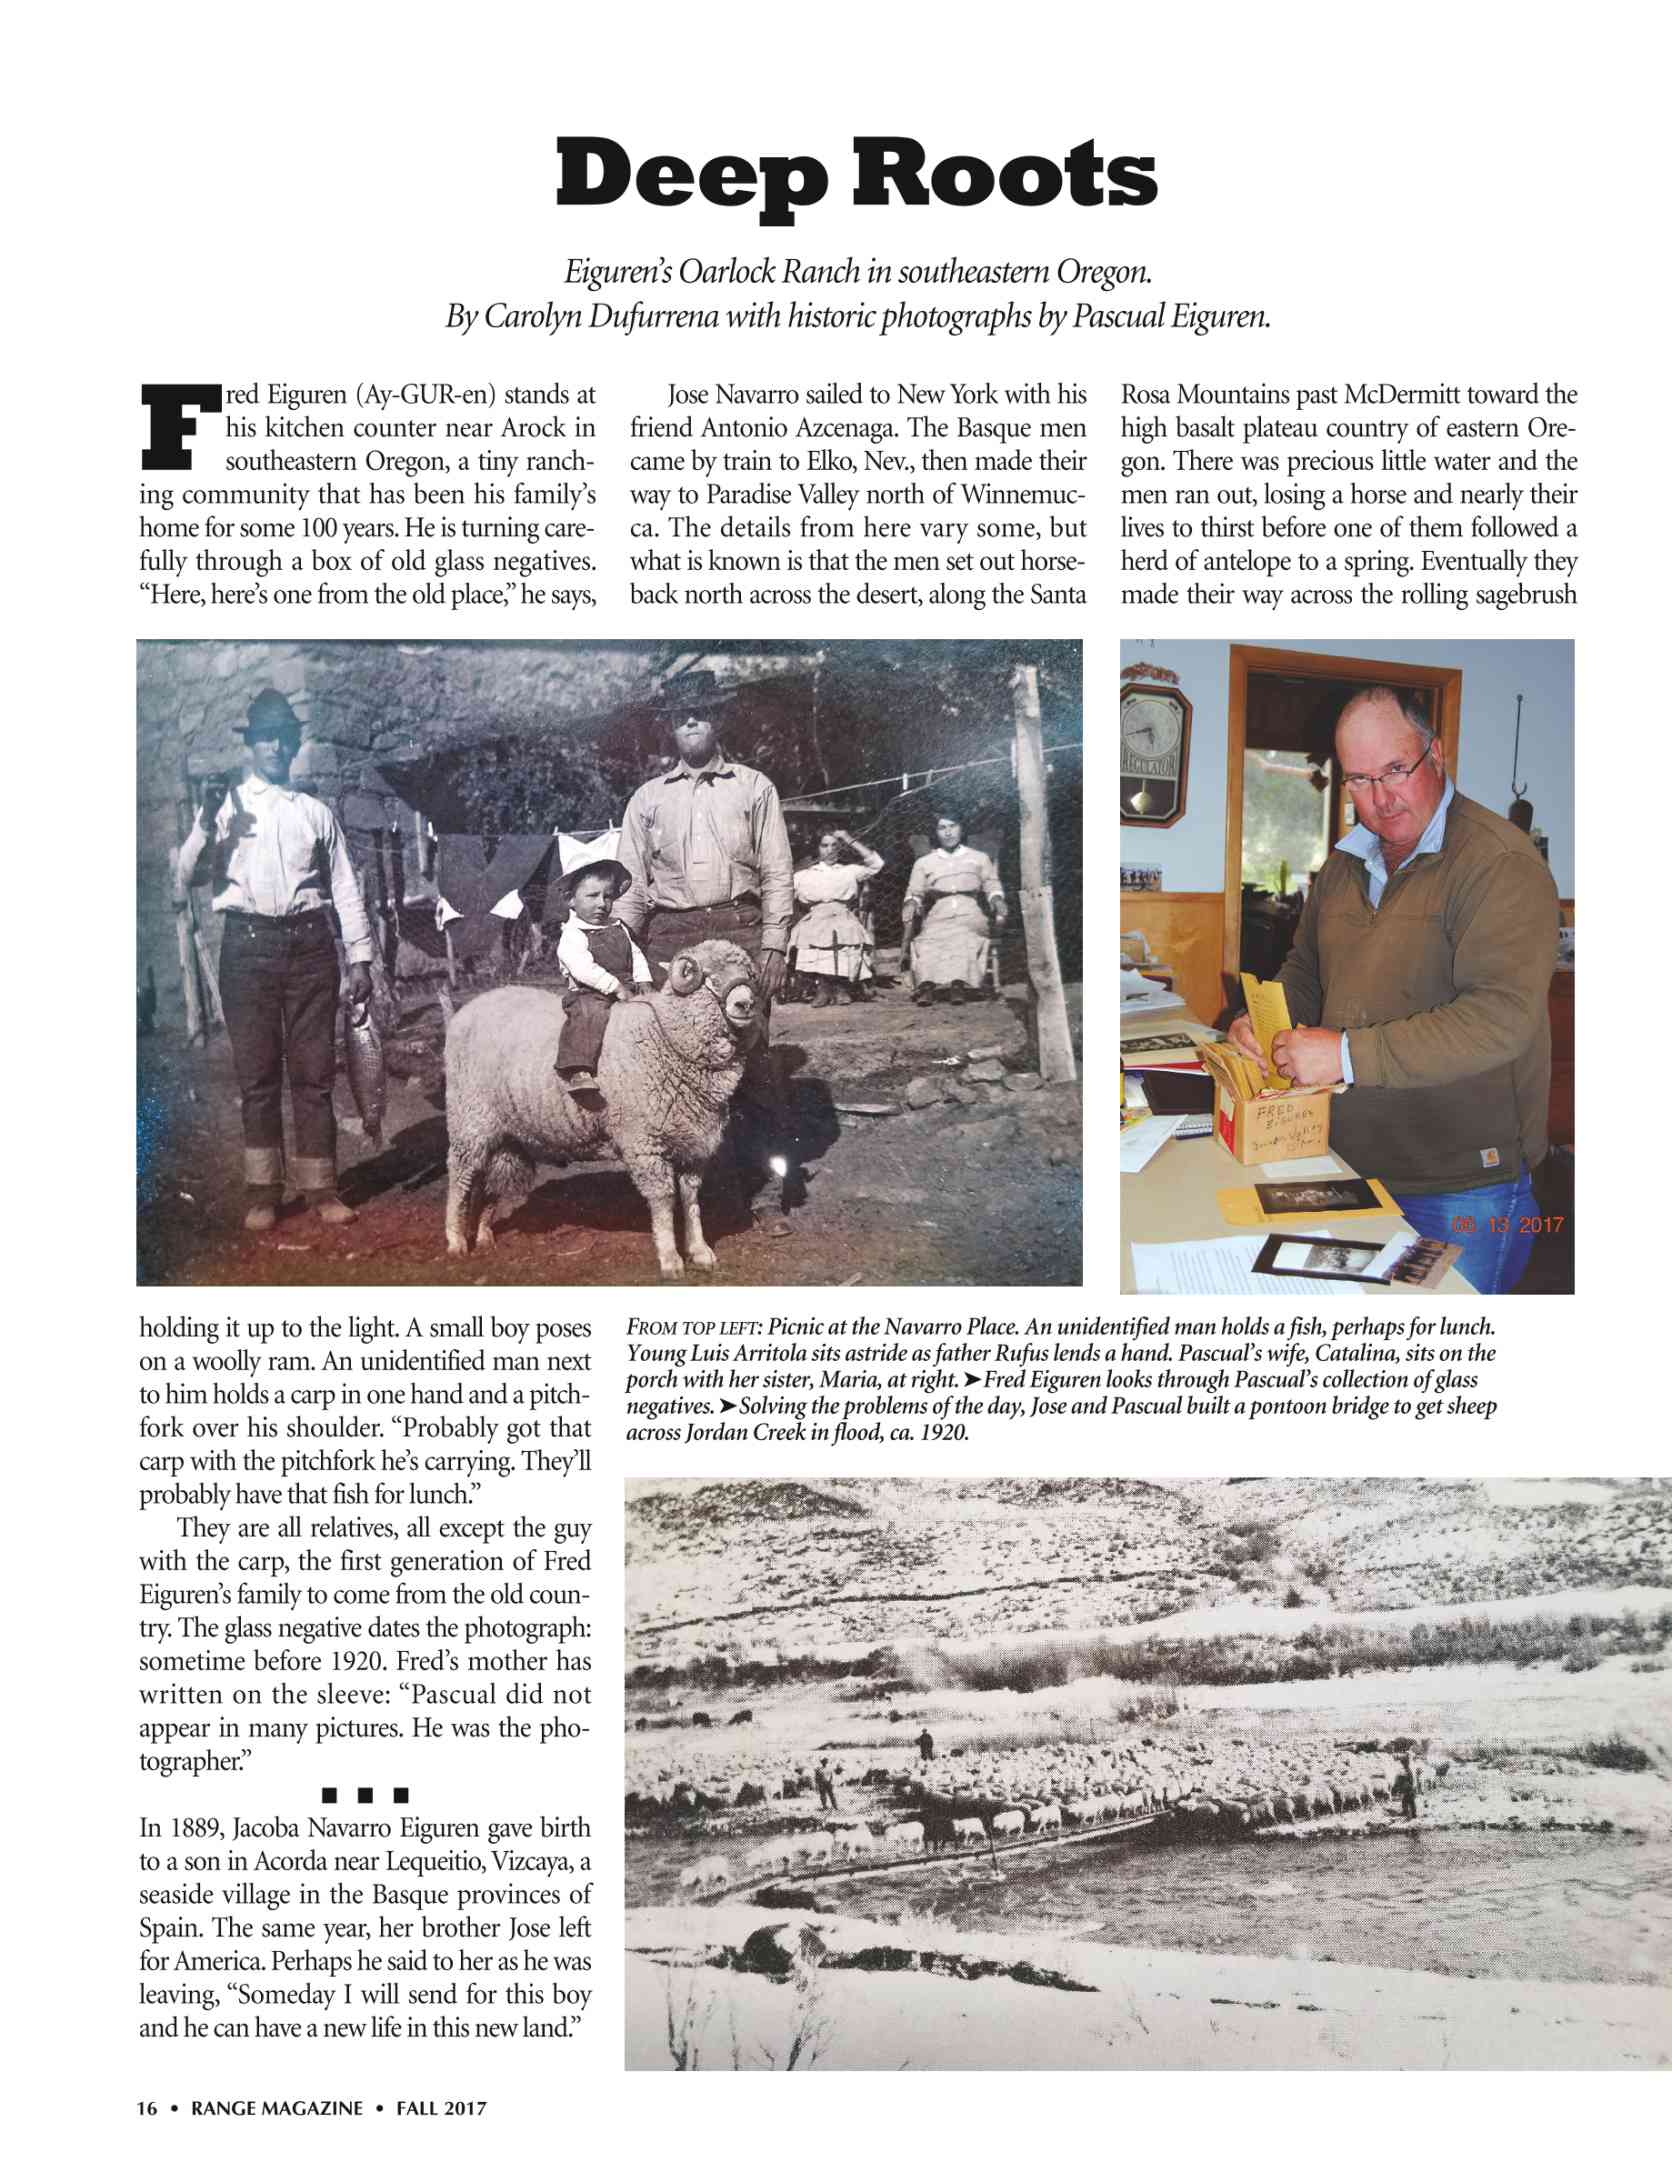 Deep Roots
Eiguren’s Oarlock Ranch in southeastern Oregon.
By Carolyn Dufurrena with historic photographs by Pascual Eiguren.
Fred Eiguren (Ay-GUR-en) stands at
his kitchen counter near Arock in
southeastern Oregon, a tiny ranch-
ing community that has been his family’s
home for some 100 years. He is turning care-
fully through a box of old glass negatives.
“Here, here’s one from the old place,” he says,
holding it up to the light. A small boy poses
on a woolly ram. An unidentified man next
to him holds a carp in one hand and a pitch-
fork over his shoulder. “Probably got that
carp with the pitchfork he’s carrying. They’ll
probably have that fish for lunch.”
They are all relatives, all except the guy
with the carp, the first generation of Fred
Eiguren’s family to come from the old coun-
try. The glass negative dates the photograph:
sometime before 1920. Fred’s mother has
written on the sleeve: “Pascual did not
appear in many pictures. He was the pho-
tographer.”
In 1889, Jacoba Navarro Eiguren gave birth
to a son in Acorda near Lequeitio, Vizcaya, a
seaside village in the Basque provinces of
Spain. The same year, her brother Jose left
for America. Perhaps he said to her as he was
leaving, “Someday I will send for this boy
and he can have a new life in this new land.”
Jose Navarro sailed to New York with his
friend Antonio Azcenaga. The Basque men
came by train to Elko, Nev., then made their
way to Paradise Valley north of Winnemuc-
ca. The details from here vary some, but
what is known is that the men set out horse-
back north across the desert, along the Santa
Rosa Mountains past McDermitt toward the
high basalt plateau country of eastern Ore-
gon. There was precious little water and the
men ran out, losing a horse and nearly their
lives to thirst before one of them followed a
herd of antelope to a spring. Eventually they
made their way across the rolling sagebrush
REGULATOR
FRED
EIGUREN
06 13 2017
FROM TOP LEFT: Picnic at the Navarro Place. An unidentified man holds a fish, perhaps for lunch.
Young Luis Arritola sits astride as father Rufus lends a hand. Pascual’s wife, Catalina, sits on the
porch with her sister, Maria, at right. ➤Fred Eiguren looks through Pascual’s collection of glass
negatives. ➤Solving the problems of the day, Jose and Pascual built a pontoon bridge to get sheep
across Jordan Creek in flood, ca. 1920.
16 • RANGE MAGAZINE • FALL 2017